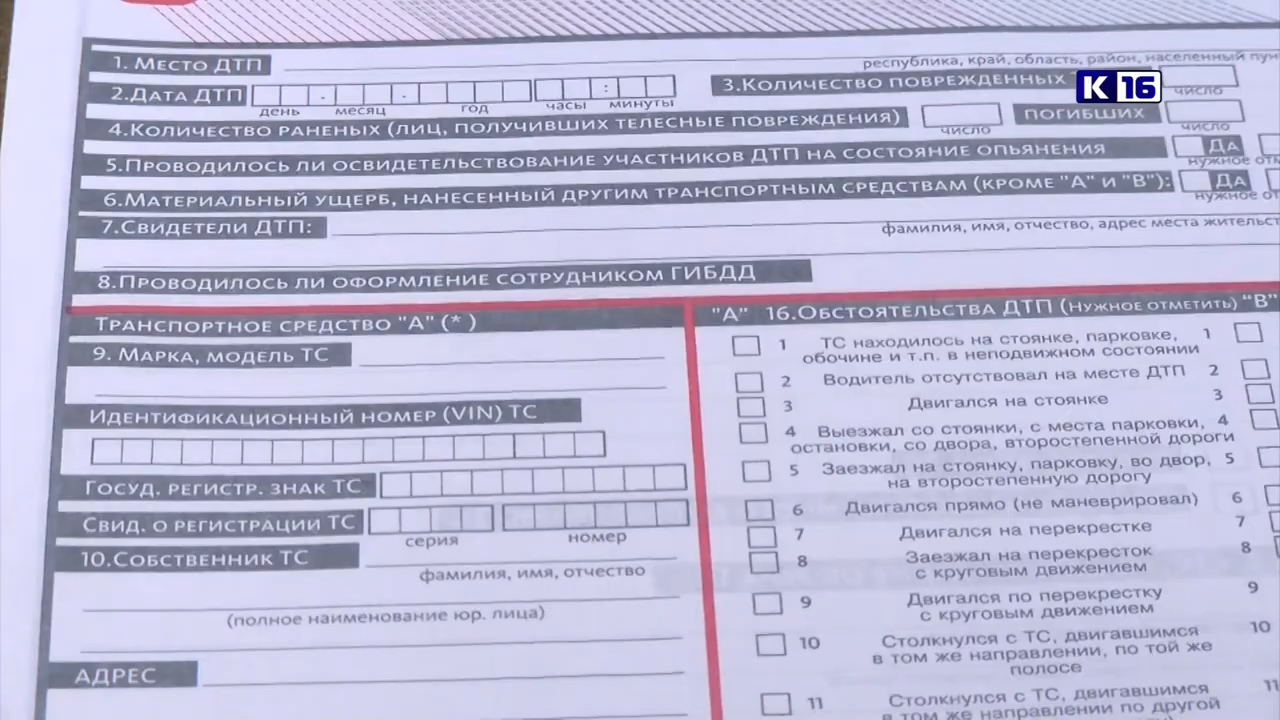 1. Место ДТП
республика, край, область, район, населенный
2.Дата ДТП
день месяц год часы минуты
3.Количество поврежденных
число
К 16
4.Количество раненых (лиц, получивших телесные повреждения)
число
погибших
число
5.Проводилось ли освидетельствование участников ДТП на состояние опьянения
Да
нужное
6.Материальный ущерб, нанесенный другим транспортным средствам (кроме "А" и "В"):
Да
нужное
7.Свидетели ДТП:
фамилия, имя, отчество, адрес места
8.Проводилось ли оформление сотрудником ГИБДД
Транспортное средство "А" (*)
9. Марка, модель ТС
Идентификационный номер (VIN) ТС
Госуд. регистр. знак ТС
Свид. о регистрации ТС
серия номер
10.Собственник ТС
фамилия, имя, отчество
(полное наименование юр. лица)
Адрес
"А" 16.Обстоятельства ДТП (нужное отметить) "В"
1 ТС находилось на стоянке, парковке, 1
обочине и т.п. в неподвижном состоянии
2 Водитель отсутствовал на месте ДТП 2
3 Двигался на стоянке 3
4 Выезжал со стоянки, с места парковки, 4
остановки, со двора, второстепенной дороги
5 Заезжал на стоянку, парковку, во двор, 5
на второстепенную дорогу
6 Двигался прямо (не маневрировал) 6
7 Двигался на перекрестке 7
8 Заезжал на перекресток 8
с круговым движением
9 Двигался по перекрестку 9
с круговым движением
10 Столкнулся с ТС, двигавшимся 10
в том же направлении, по той же
полосе
11 Столкнулся с ТС, двигавшимся 11
в том же направлении по другой